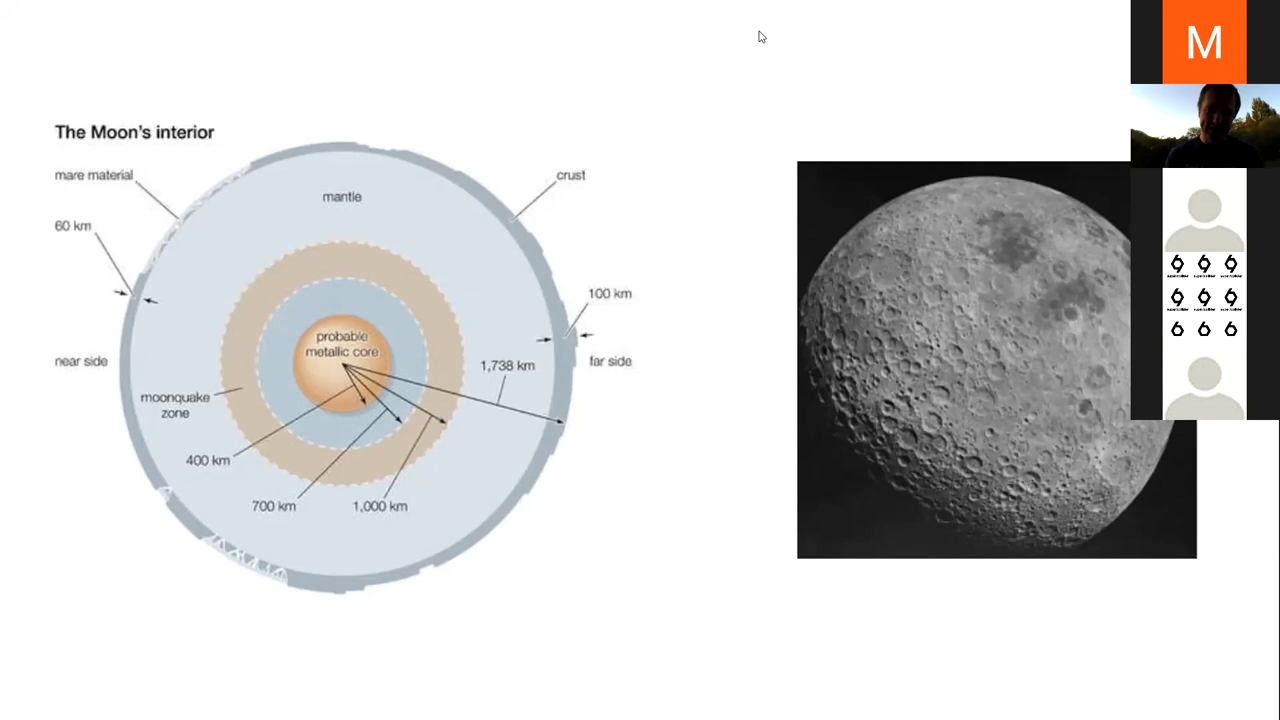 The Moon's interior
mare material
mantle
crust
60 km
100 km
probable
metallic core
near side
1,738 km
far side
moonquake
zone
400 km
700 km
1,000 km
M